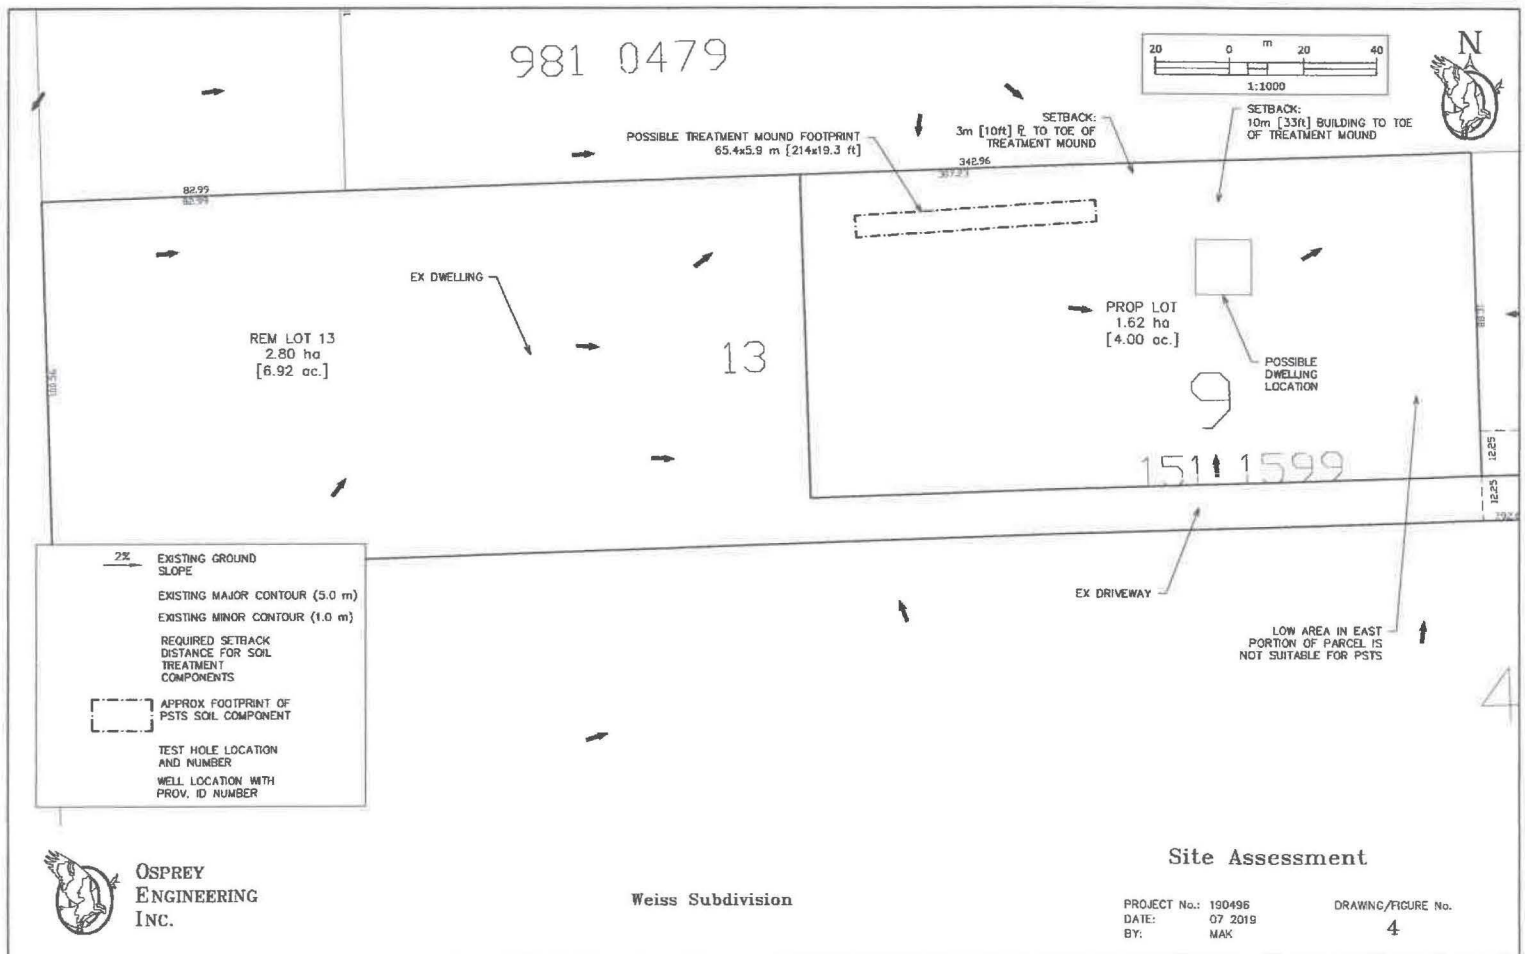 981 0479
20 0 m 20 40
1:1000
N
SETBACK:
3m [10ft] ⅊ TO TOE OF
TREATMENT MOUND
SETBACK:
10m [33ft] BUILDING TO TOE
OF TREATMENT MOUND
POSSIBLE TREATMENT MOUND FOOTPRINT
65.4x5.9 m [214x19.3 ft]
342.96
82.99
EX DWELLING
REM LOT 13
2.80 ha
[6.92 ac.]
13
PROP LOT
1.62 ha
[4.00 ac.]
POSSIBLE
DWELLING
LOCATION
100.56
9
151 1599
12.25
12.25
EX DRIVEWAY
LOW AREA IN EAST
PORTION OF PARCEL IS
NOT SUITABLE FOR PSTS
4
2%
EXISTING GROUND
SLOPE
EXISTING MAJOR CONTOUR (5.0 m)
EXISTING MINOR CONTOUR (1.0 m)
REQUIRED SETBACK
DISTANCE FOR SOIL
TREATMENT
COMPONENTS
APPROX FOOTPRINT OF
PSTS SOIL COMPONENT
TEST HOLE LOCATION
AND NUMBER
WELL LOCATION WITH
PROV. ID NUMBER
OSPREY
ENGINEERING
INC.
Weiss Subdivision
Site Assessment
PROJECT No.: 190496
DATE: 07 2019
BY: MAK
DRAWING/FIGURE No.
4